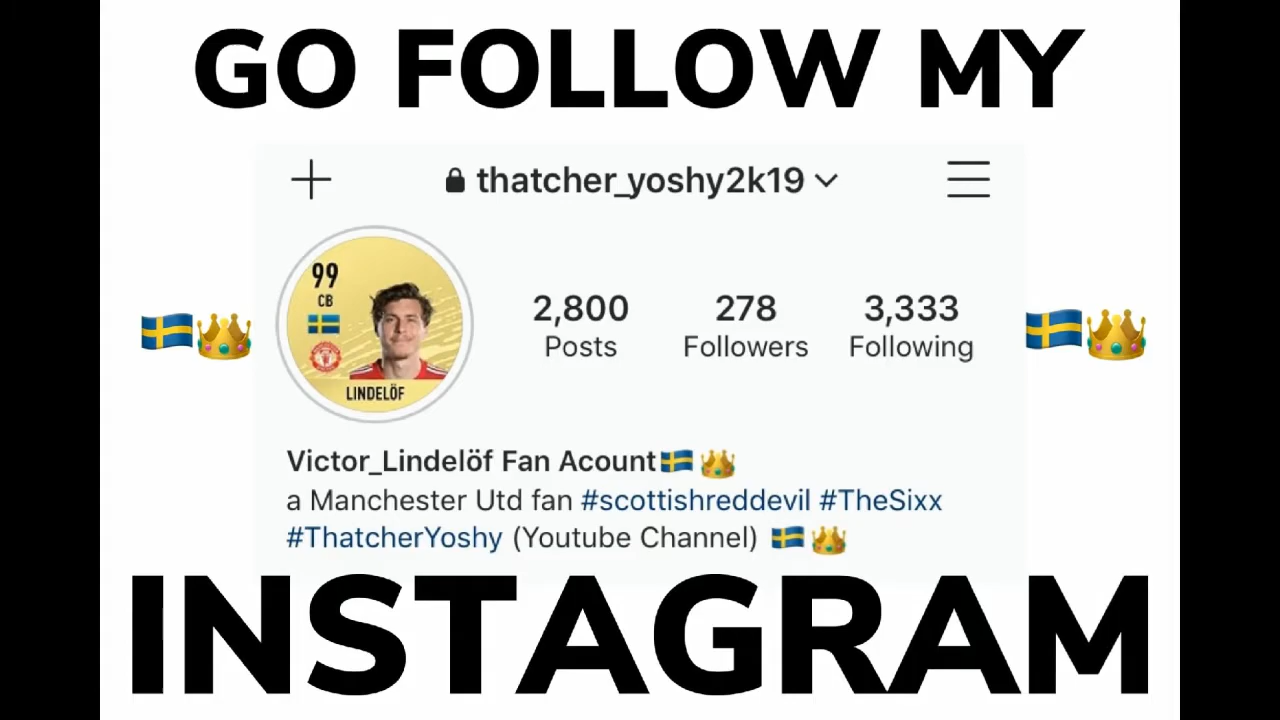 GO FOLLOW MY
thatcher_yoshy2k19
99
CB
LINDELÖF
2,800 278 3,333
Posts Followers Following
Victor_Lindelöf Fan Acount🇸🇪👑
a Manchester Utd fan #scottishreddevil #TheSixx
#ThatcherYoshy (Youtube Channel) 🇸🇪👑
INSTAGRAM